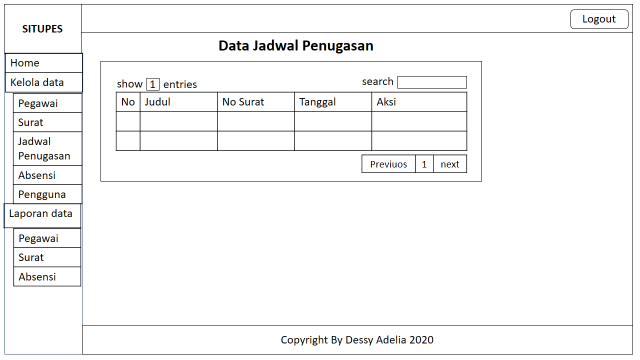 SITUPES
Logout
Home
Kelola data
Pegawai
Surat
Jadwal
Penugasan
Absensi
Pengguna
Laporan data
Pegawai
Surat
Absensi
Data Jadwal Penugasan
show 1 entries
search
No Judul No Surat Tanggal Aksi
Previuos 1 next
Copyright By Dessy Adelia 2020